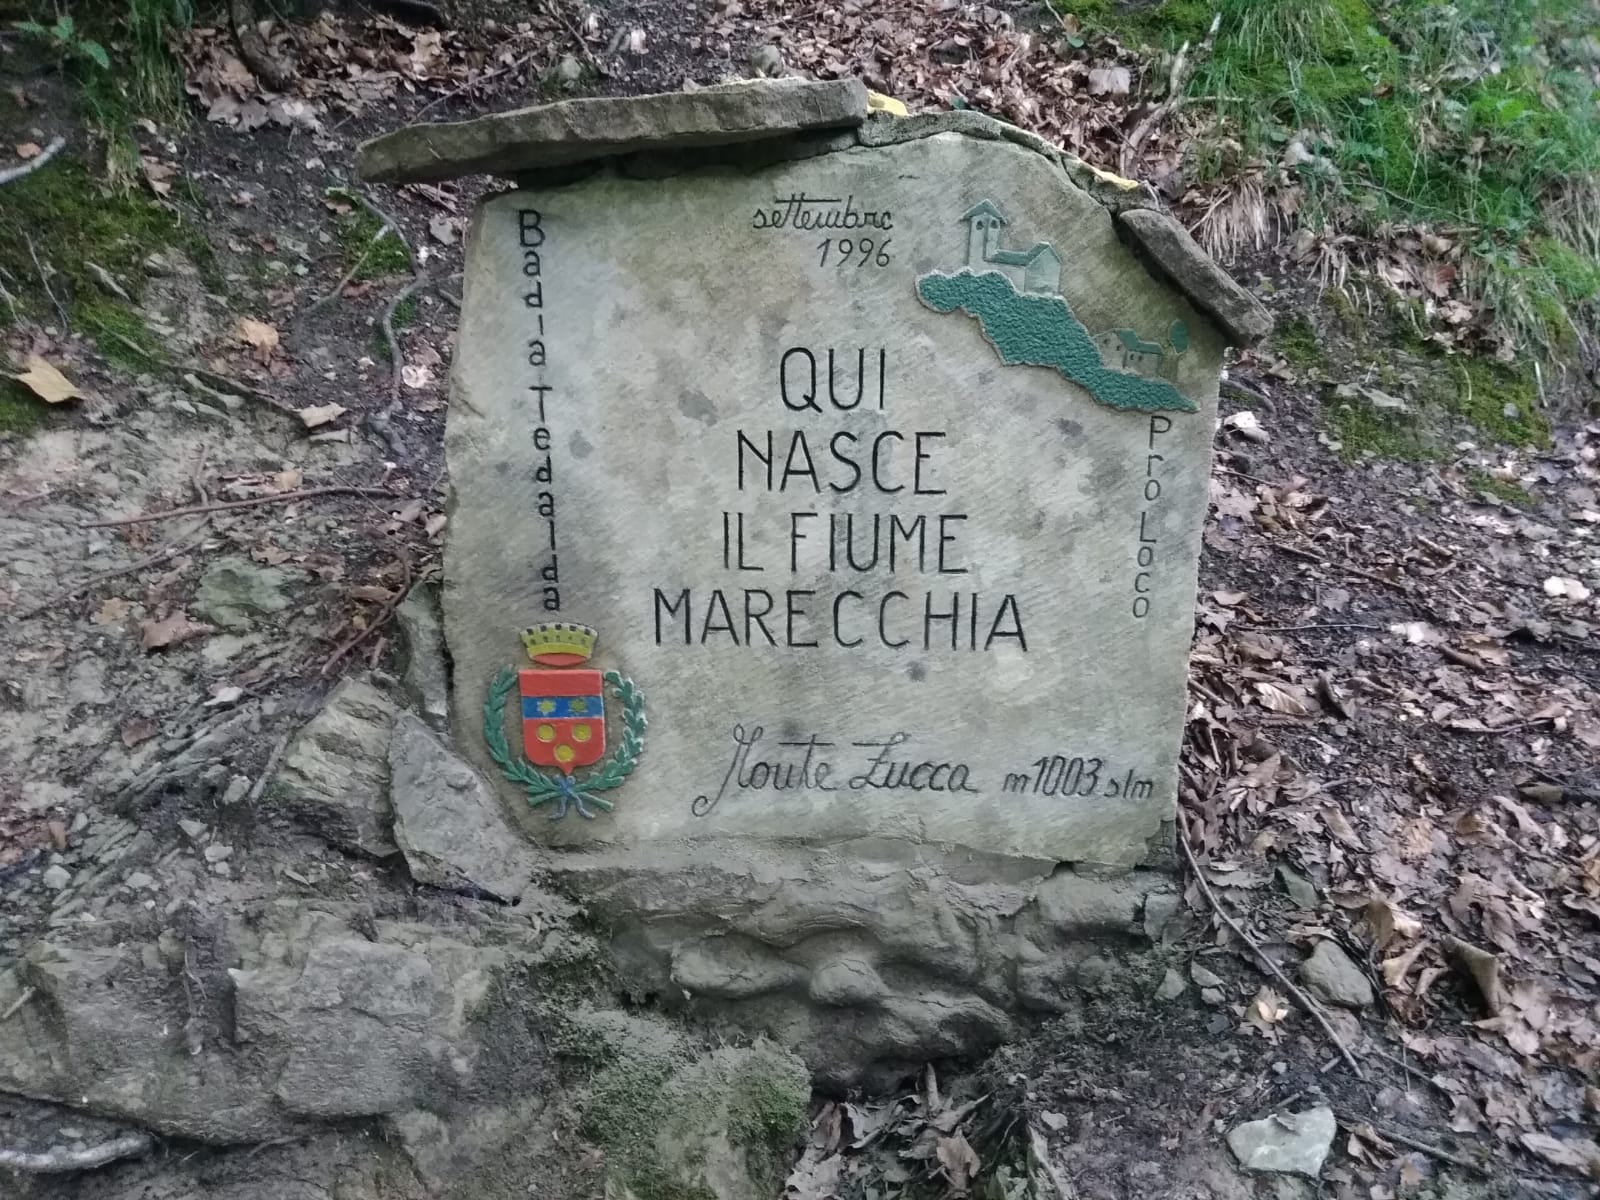 Badia Tedalda
settembre
1996
QUI
NASCE
IL FIUME
MARECCHIA
Pro Loco
Monte Zucca m 1003 slm